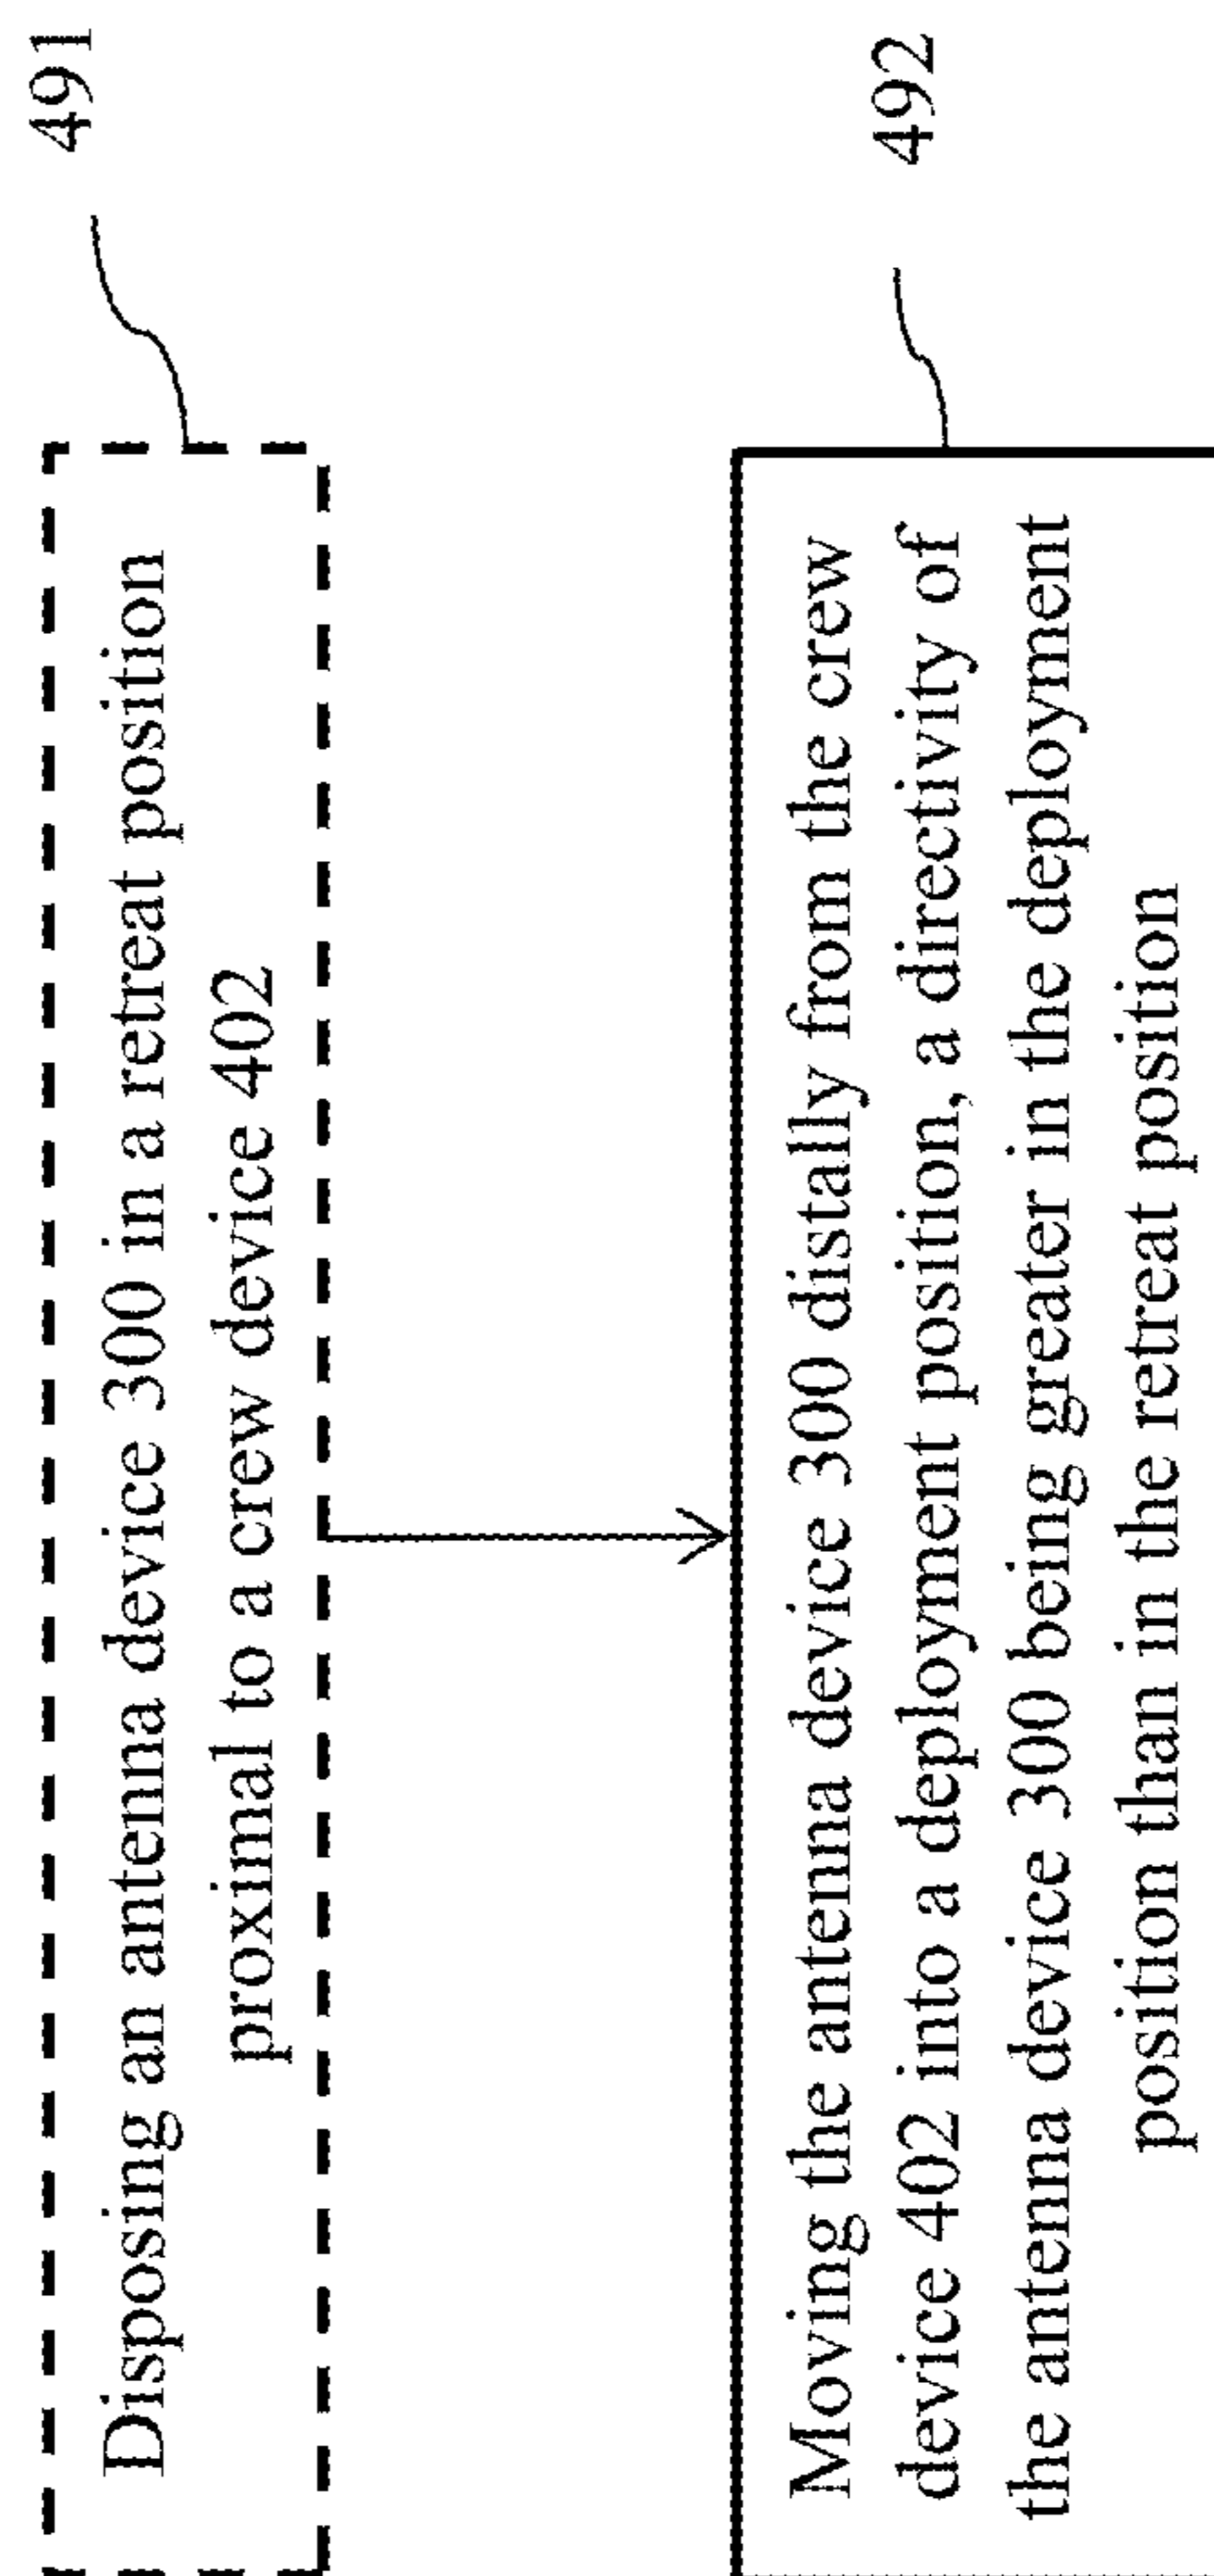 491
Disposing an antenna device 300 in a retreat position
proximal to a crew device 402
492
Moving the antenna device 300 distally from the crew
device 402 into a deployment position, a directivity of
the antenna device 300 being greater in the deployment
position than in the retreat position